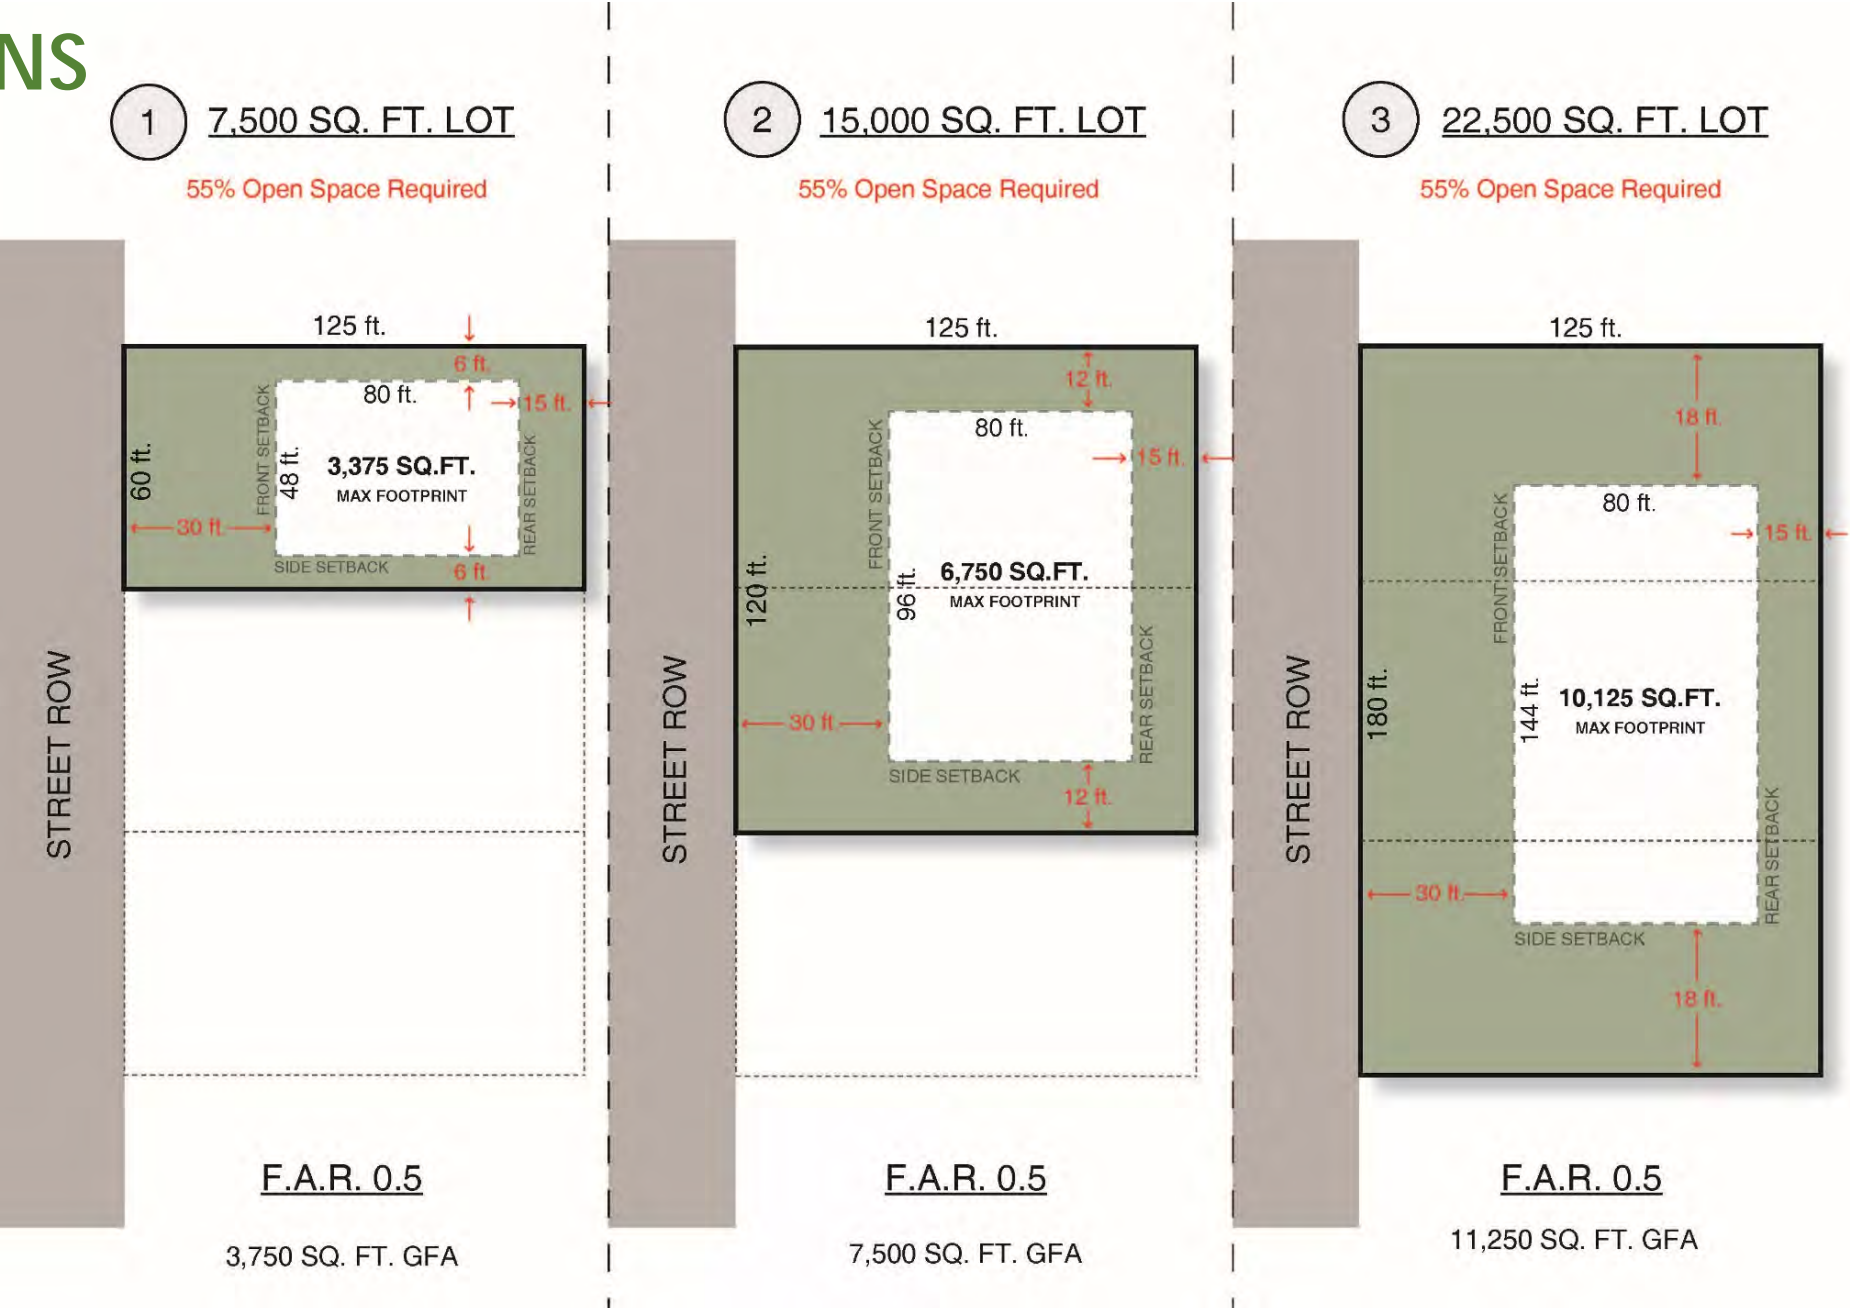 NS
1
7,500 SQ. FT. LOT
55% Open Space Required
STREET ROW
125 ft.
6 ft.
80 ft.
15 ft.
60 ft.
FRONT SETBACK
48 ft.
3,375 SQ.FT.
MAX FOOTPRINT
REAR SETBACK
30 ft.
SIDE SETBACK
6 ft.
F.A.R. 0.5
3,750 SQ. FT. GFA
2
15,000 SQ. FT. LOT
55% Open Space Required
STREET ROW
125 ft.
12 ft.
80 ft.
15 ft.
FRONT SETBACK
120 ft.
96 ft.
6,750 SQ.FT.
MAX FOOTPRINT
REAR SETBACK
30 ft.
SIDE SETBACK
12 ft.
F.A.R. 0.5
7,500 SQ. FT. GFA
3
22,500 SQ. FT. LOT
55% Open Space Required
STREET ROW
125 ft.
18 ft.
80 ft.
15 ft.
FRONT SETBACK
180 ft.
144 ft.
10,125 SQ.FT.
MAX FOOTPRINT
REAR SETBACK
30 ft.
SIDE SETBACK
18 ft.
F.A.R. 0.5
11,250 SQ. FT. GFA